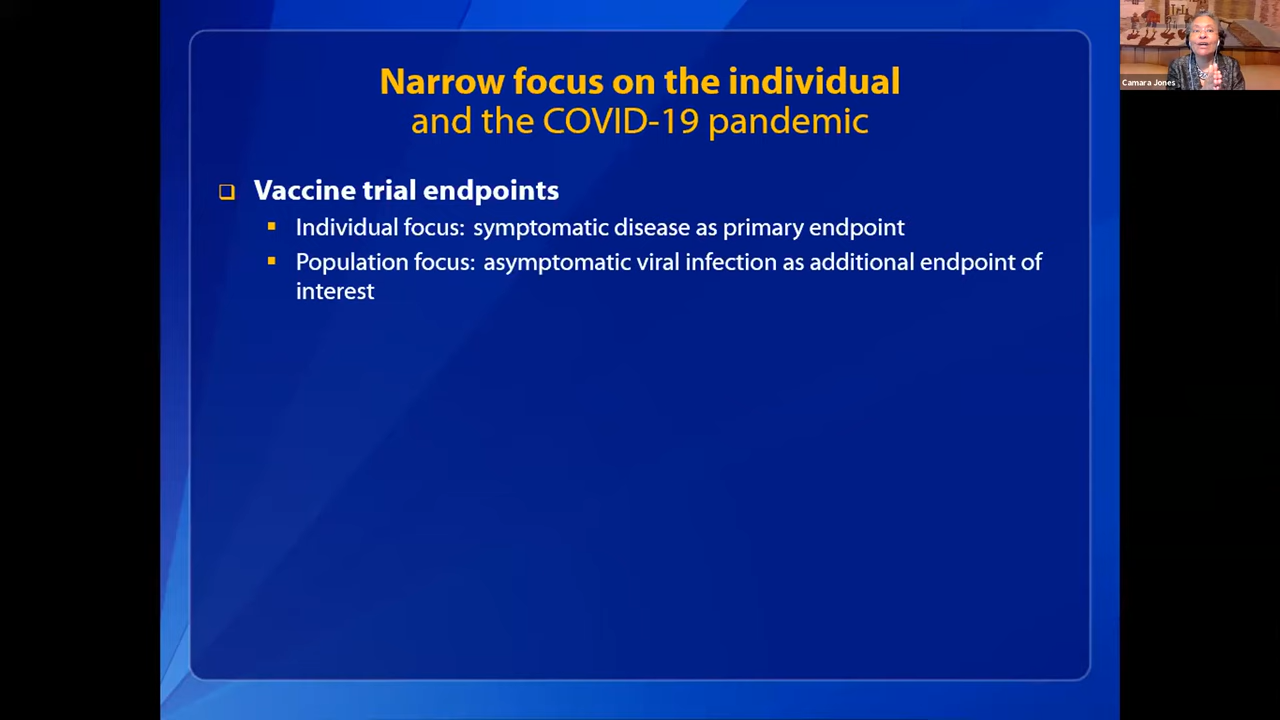 Narrow focus on the individual
and the COVID-19 pandemic
Vaccine trial endpoints
Individual focus: symptomatic disease as primary endpoint
Population focus: asymptomatic viral infection as additional endpoint of
interest
Camara Jones